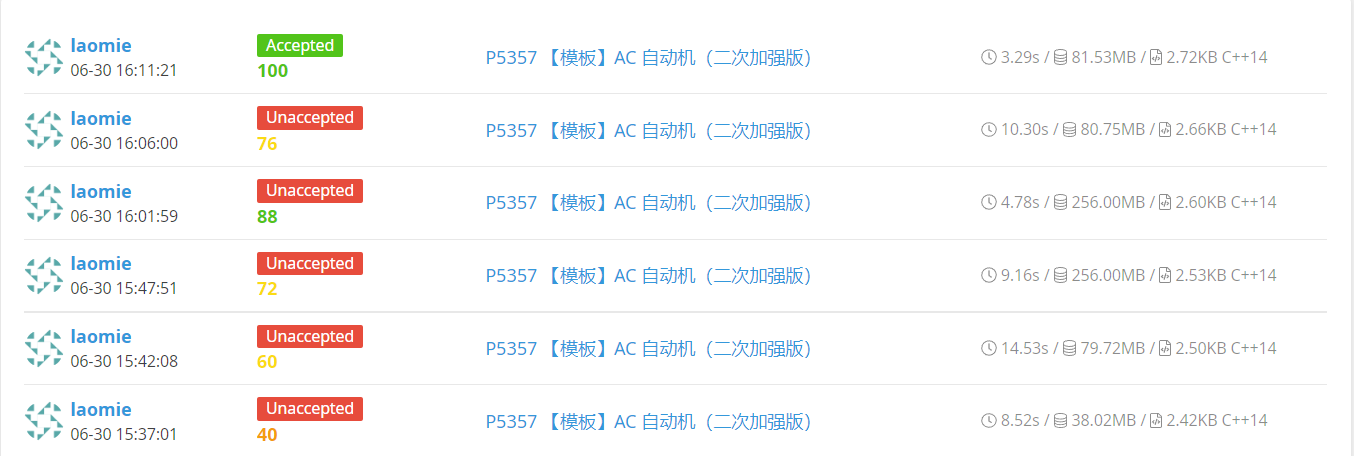 laomie Accepted P5357 【模板】AC 自动机（二次加强版） 3.29s / 81.53MB / 2.72KB C++14
06-30 16:11:21 100
laomie Unaccepted P5357 【模板】AC 自动机（二次加强版） 10.30s / 80.75MB / 2.66KB C++14
06-30 16:06:00 76
laomie Unaccepted P5357 【模板】AC 自动机（二次加强版） 4.78s / 256.00MB / 2.60KB C++14
06-30 16:01:59 88
laomie Unaccepted P5357 【模板】AC 自动机（二次加强版） 9.16s / 256.00MB / 2.53KB C++14
06-30 15:47:51 72
laomie Unaccepted P5357 【模板】AC 自动机（二次加强版） 14.53s / 79.72MB / 2.50KB C++14
06-30 15:42:08 60
laomie Unaccepted P5357 【模板】AC 自动机（二次加强版） 8.52s / 38.02MB / 2.42KB C++14
06-30 15:37:01 40